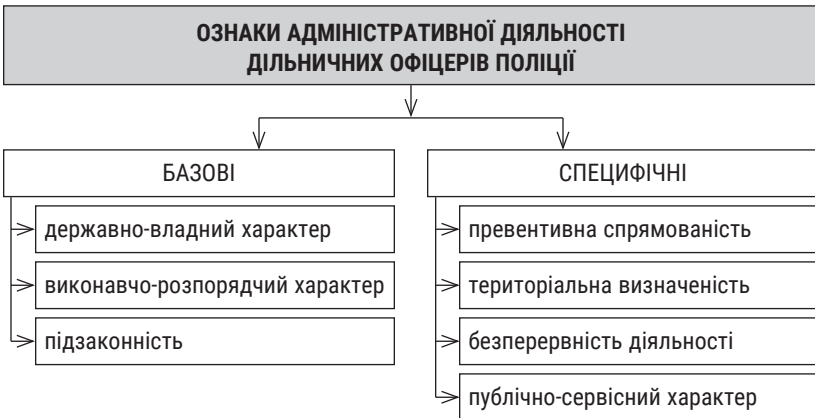 ОЗНАКИ АДМІНІСТРАТИВНОЇ ДІЯЛЬНОСТІ
ДІЛЬНИЧНИХ ОФІЦЕРІВ ПОЛІЦІЇ
БАЗОВІ
державно-владний характер
виконавчо-розпорядчий характер
підзаконність
СПЕЦИФІЧНІ
превентивна спрямованість
територіальна визначеність
безперервність діяльності
публічно-сервісний характер